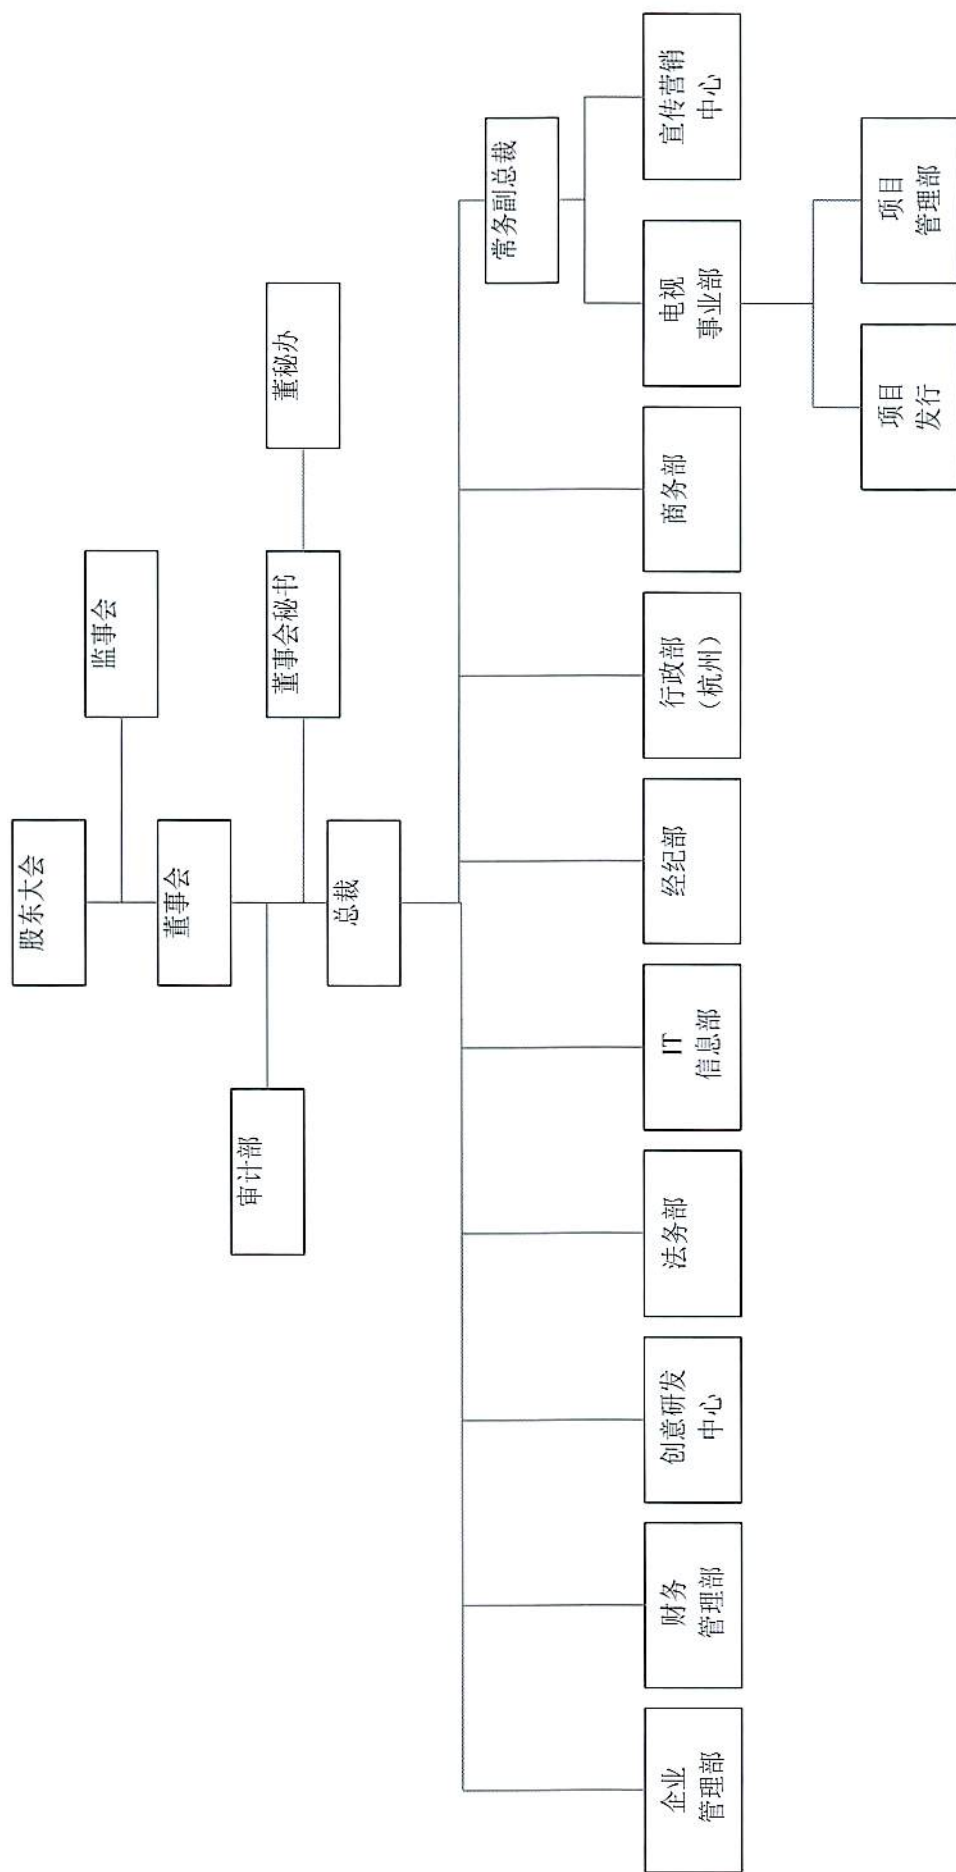 股东大会
监事会
董事会
审计部
董事会秘书
董秘办
总裁
常务副总裁
企业
管理部
财务
管理部
创意研发
中心
法务部
IT
信息部
经纪部
行政部
(杭州)
商务部
电视
事业部
宣传营销
中心
项目
发行
项目
管理部